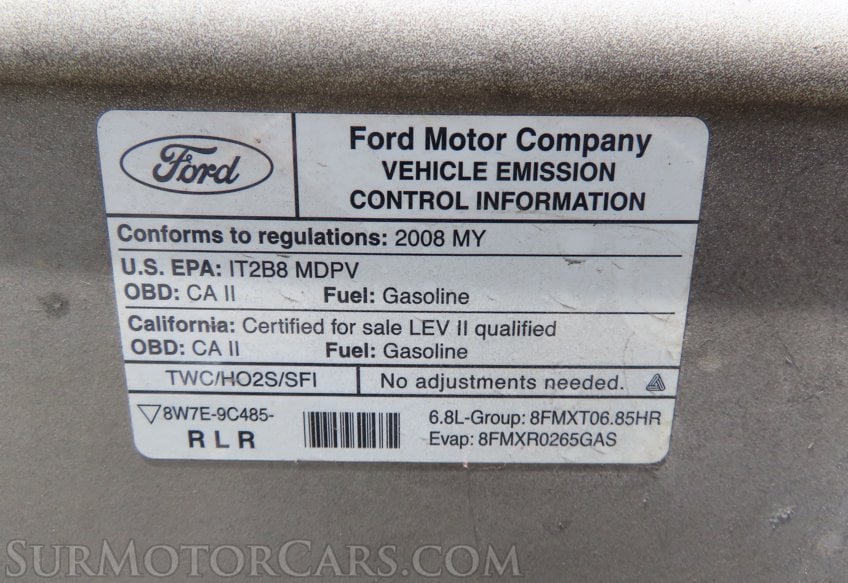 Ford
Ford Motor Company
VEHICLE EMISSION
CONTROL INFORMATION
Conforms to regulations: 2008 MY
U.S. EPA: IT2B8 MDPV
OBD: CA II Fuel: Gasoline
California: Certified for sale LEV II qualified
OBD: CA II Fuel: Gasoline
TWC/HO2S/SFI
No adjustments needed.
8W7E-9C485-
R L R
6.8L-Group: 8FMXT06.85HR
Evap: 8FMXR0265GAS
SurMotorCars.com